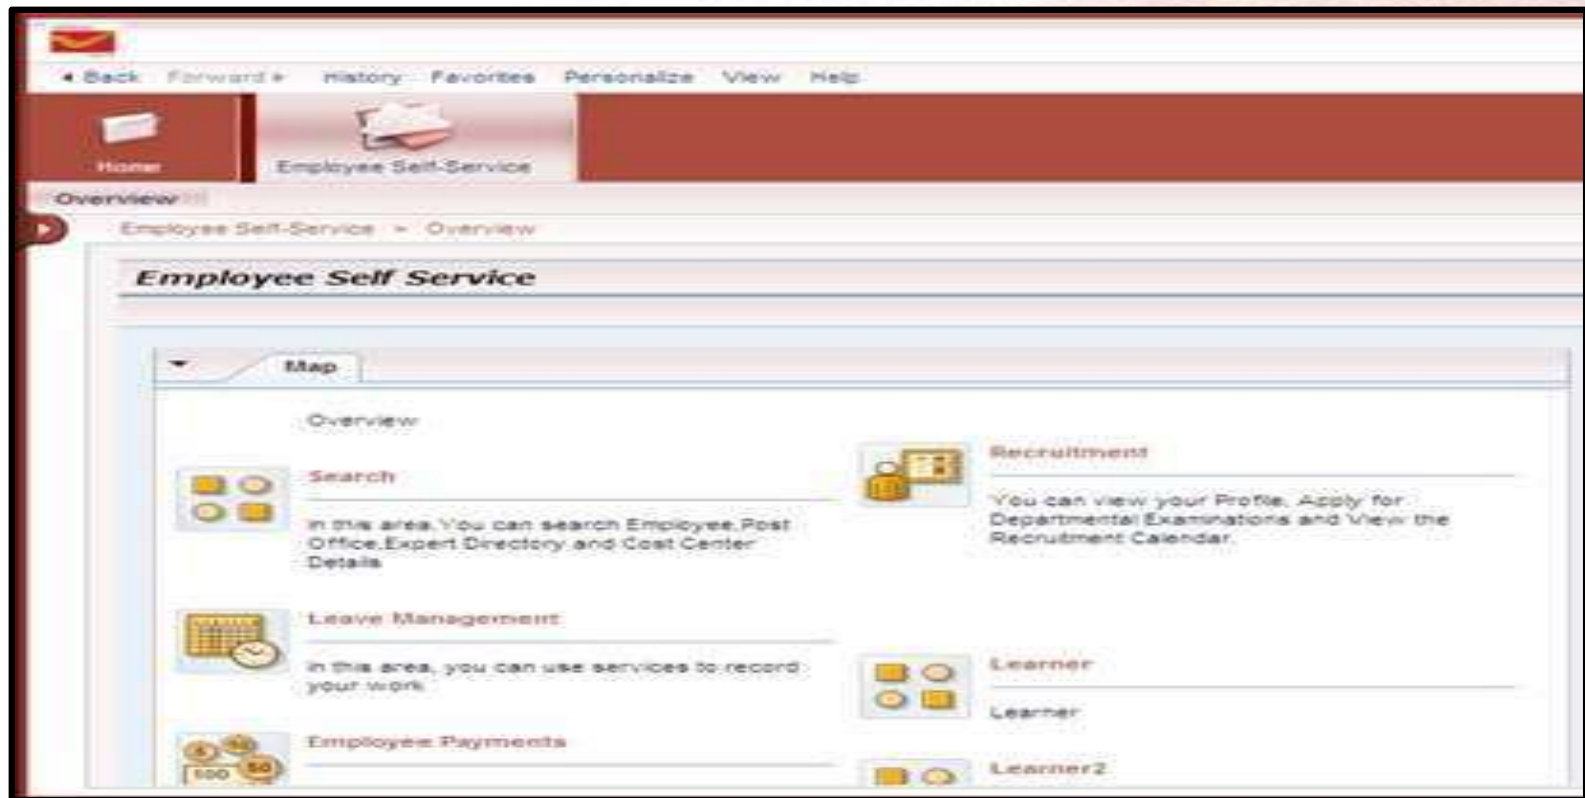 Back Forward History Favorites Personalize View Help
Home
Employee Self-Service
Overview
Employee Self-Service > Overview
Employee Self Service
Map
Overview
Search
In this area,You can search Employee,Post
Office,Expert Directory and Cost Center
Details
Leave Management
In this area, you can use services to record
your work
Employee Payments
100 50
Recruitment
You can view your Profile, Apply for
Departmental Examinations and View the
Recruitment Calendar.
Learner
Learner
Learner2